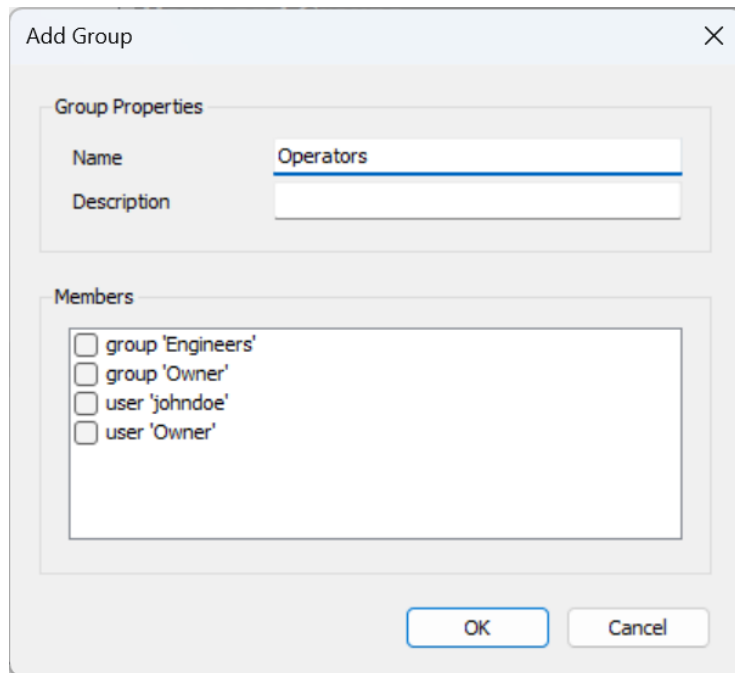 Add Group
Group Properties
Name Operators
Description
Members
group 'Engineers'
group 'Owner'
user 'johndoe'
user 'Owner'
OK Cancel